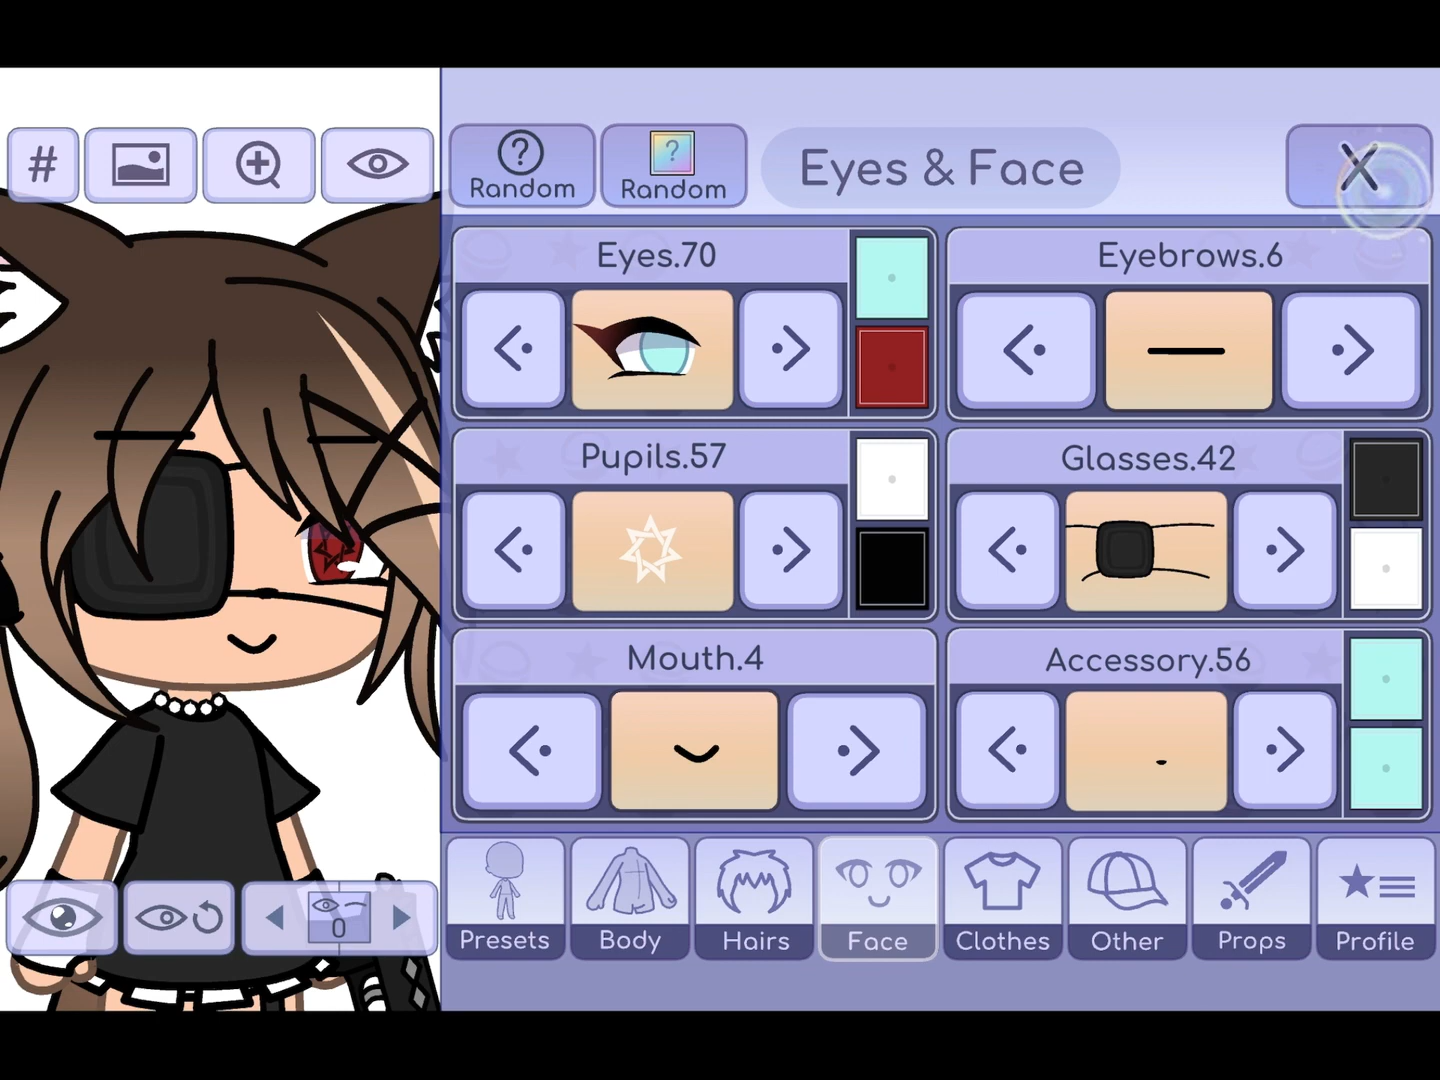 #
? Random
? Random
Eyes & Face
X
Eyes.70
Eyebrows.6
Pupils.57
Glasses.42
Mouth.4
Accessory.56
0
Presets
Body
Hairs
Face
Clothes
Other
Props
Profile